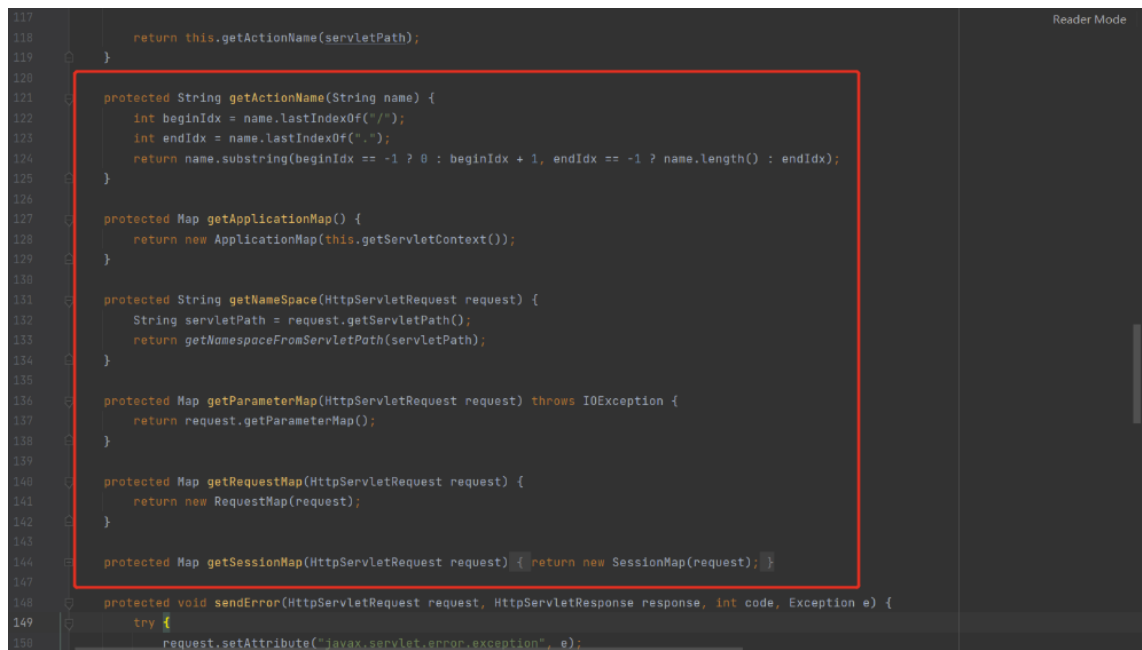 Reader Mode
117
118 return this.getActionName(servletPath);
119 }
120
121 protected String getActionName(String name) {
122 int beginIdx = name.lastIndexOf("/");
123 int endIdx = name.lastIndexOf(".");
124 return name.substring(beginIdx == -1 ? 0 : beginIdx + 1, endIdx == -1 ? name.length() : endIdx);
125 }
126
127 protected Map getApplicationMap() {
128 return new ApplicationMap(this.getServletContext());
129 }
130
131 protected String getNameSpace(HttpServletRequest request) {
132 String servletPath = request.getServletPath();
133 return getNamespaceFromServletPath(servletPath);
134 }
135
136 protected Map getParameterMap(HttpServletRequest request) throws IOException {
137 return request.getParameterMap();
138 }
139
140 protected Map getRequestMap(HttpServletRequest request) {
141 return new RequestMap(request);
142 }
143
144 protected Map getSessionMap(HttpServletRequest request) { return new SessionMap(request); }
147
148 protected void sendError(HttpServletRequest request, HttpServletResponse response, int code, Exception e) {
149 try {
150 request.setAttribute("javax.servlet.error.exception", e);